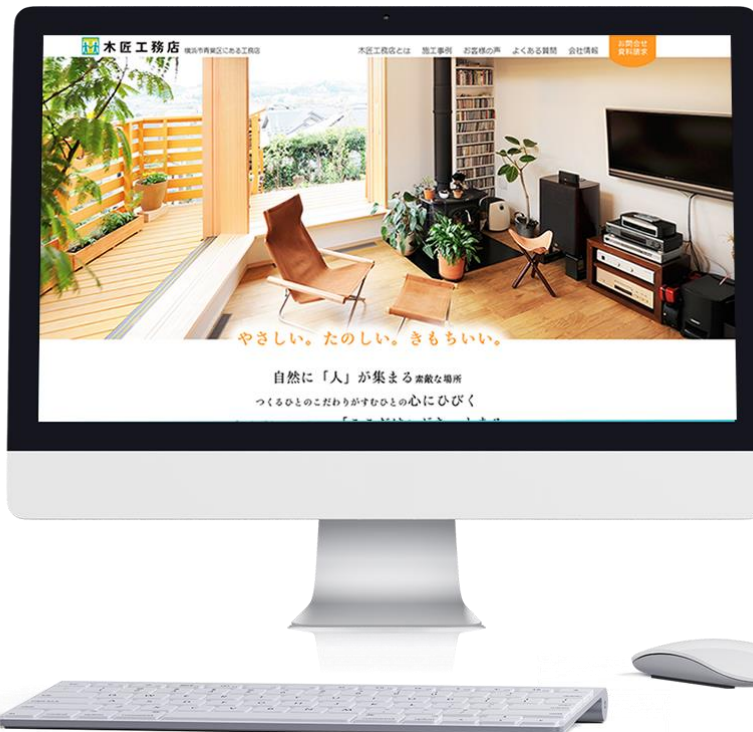 木匠工務店 横浜市青葉区にある工務店
木匠工務店とは 施工事例 お客様の声 よくある質問 会社情報
お問合せ
資料請求
やさしい。たのしい。きもちいい。
自然に「人」が集まる素敵な場所
つくるひとのこだわりがすむひとの心にひびく